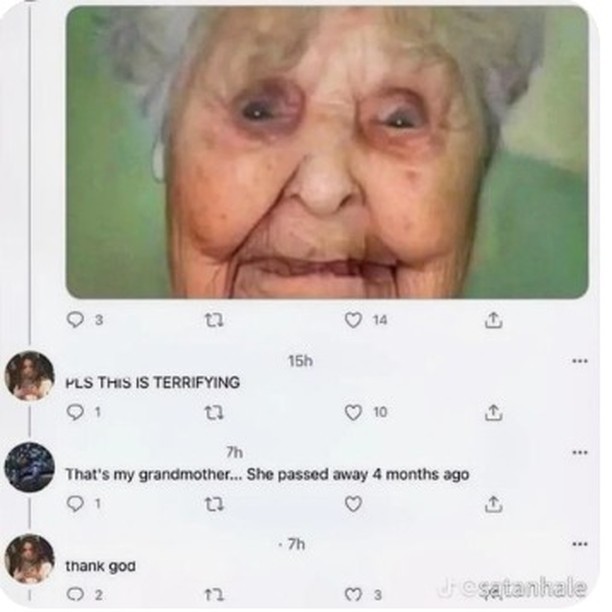 3
14
15h
PLS THIS IS TERRIFYING
1
10
7h
That's my grandmother... She passed away 4 months ago
1
· 7h
thank god
2
3
@satanhale